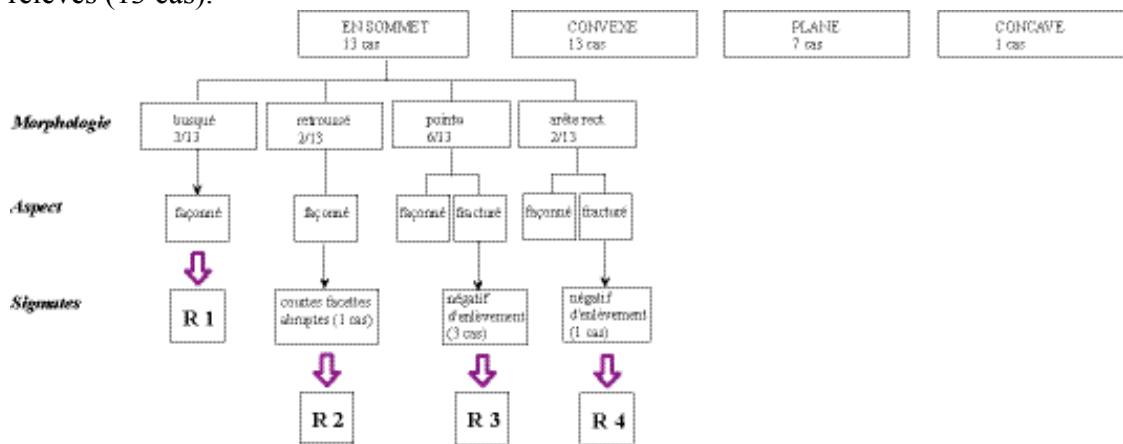 relevés (13 cas).
EN SOMMET
13 cas
CONVEXE
13 cas
PLANE
7 cas
CONCAVE
1 cas
Morphologie
busqué
3/13
retroussé
2/13
pointe
6/13
arête rect.
2/13
Aspect
façonné
façonné
façonné
fracturé
façonné
fracturé
Stigmates
R 1
courtes facettes
abruptes (1 cas)
négatif
d'enlèvement
(3 cas)
négatif
d'enlèvement
(1 cas)
R 2
R 3
R 4